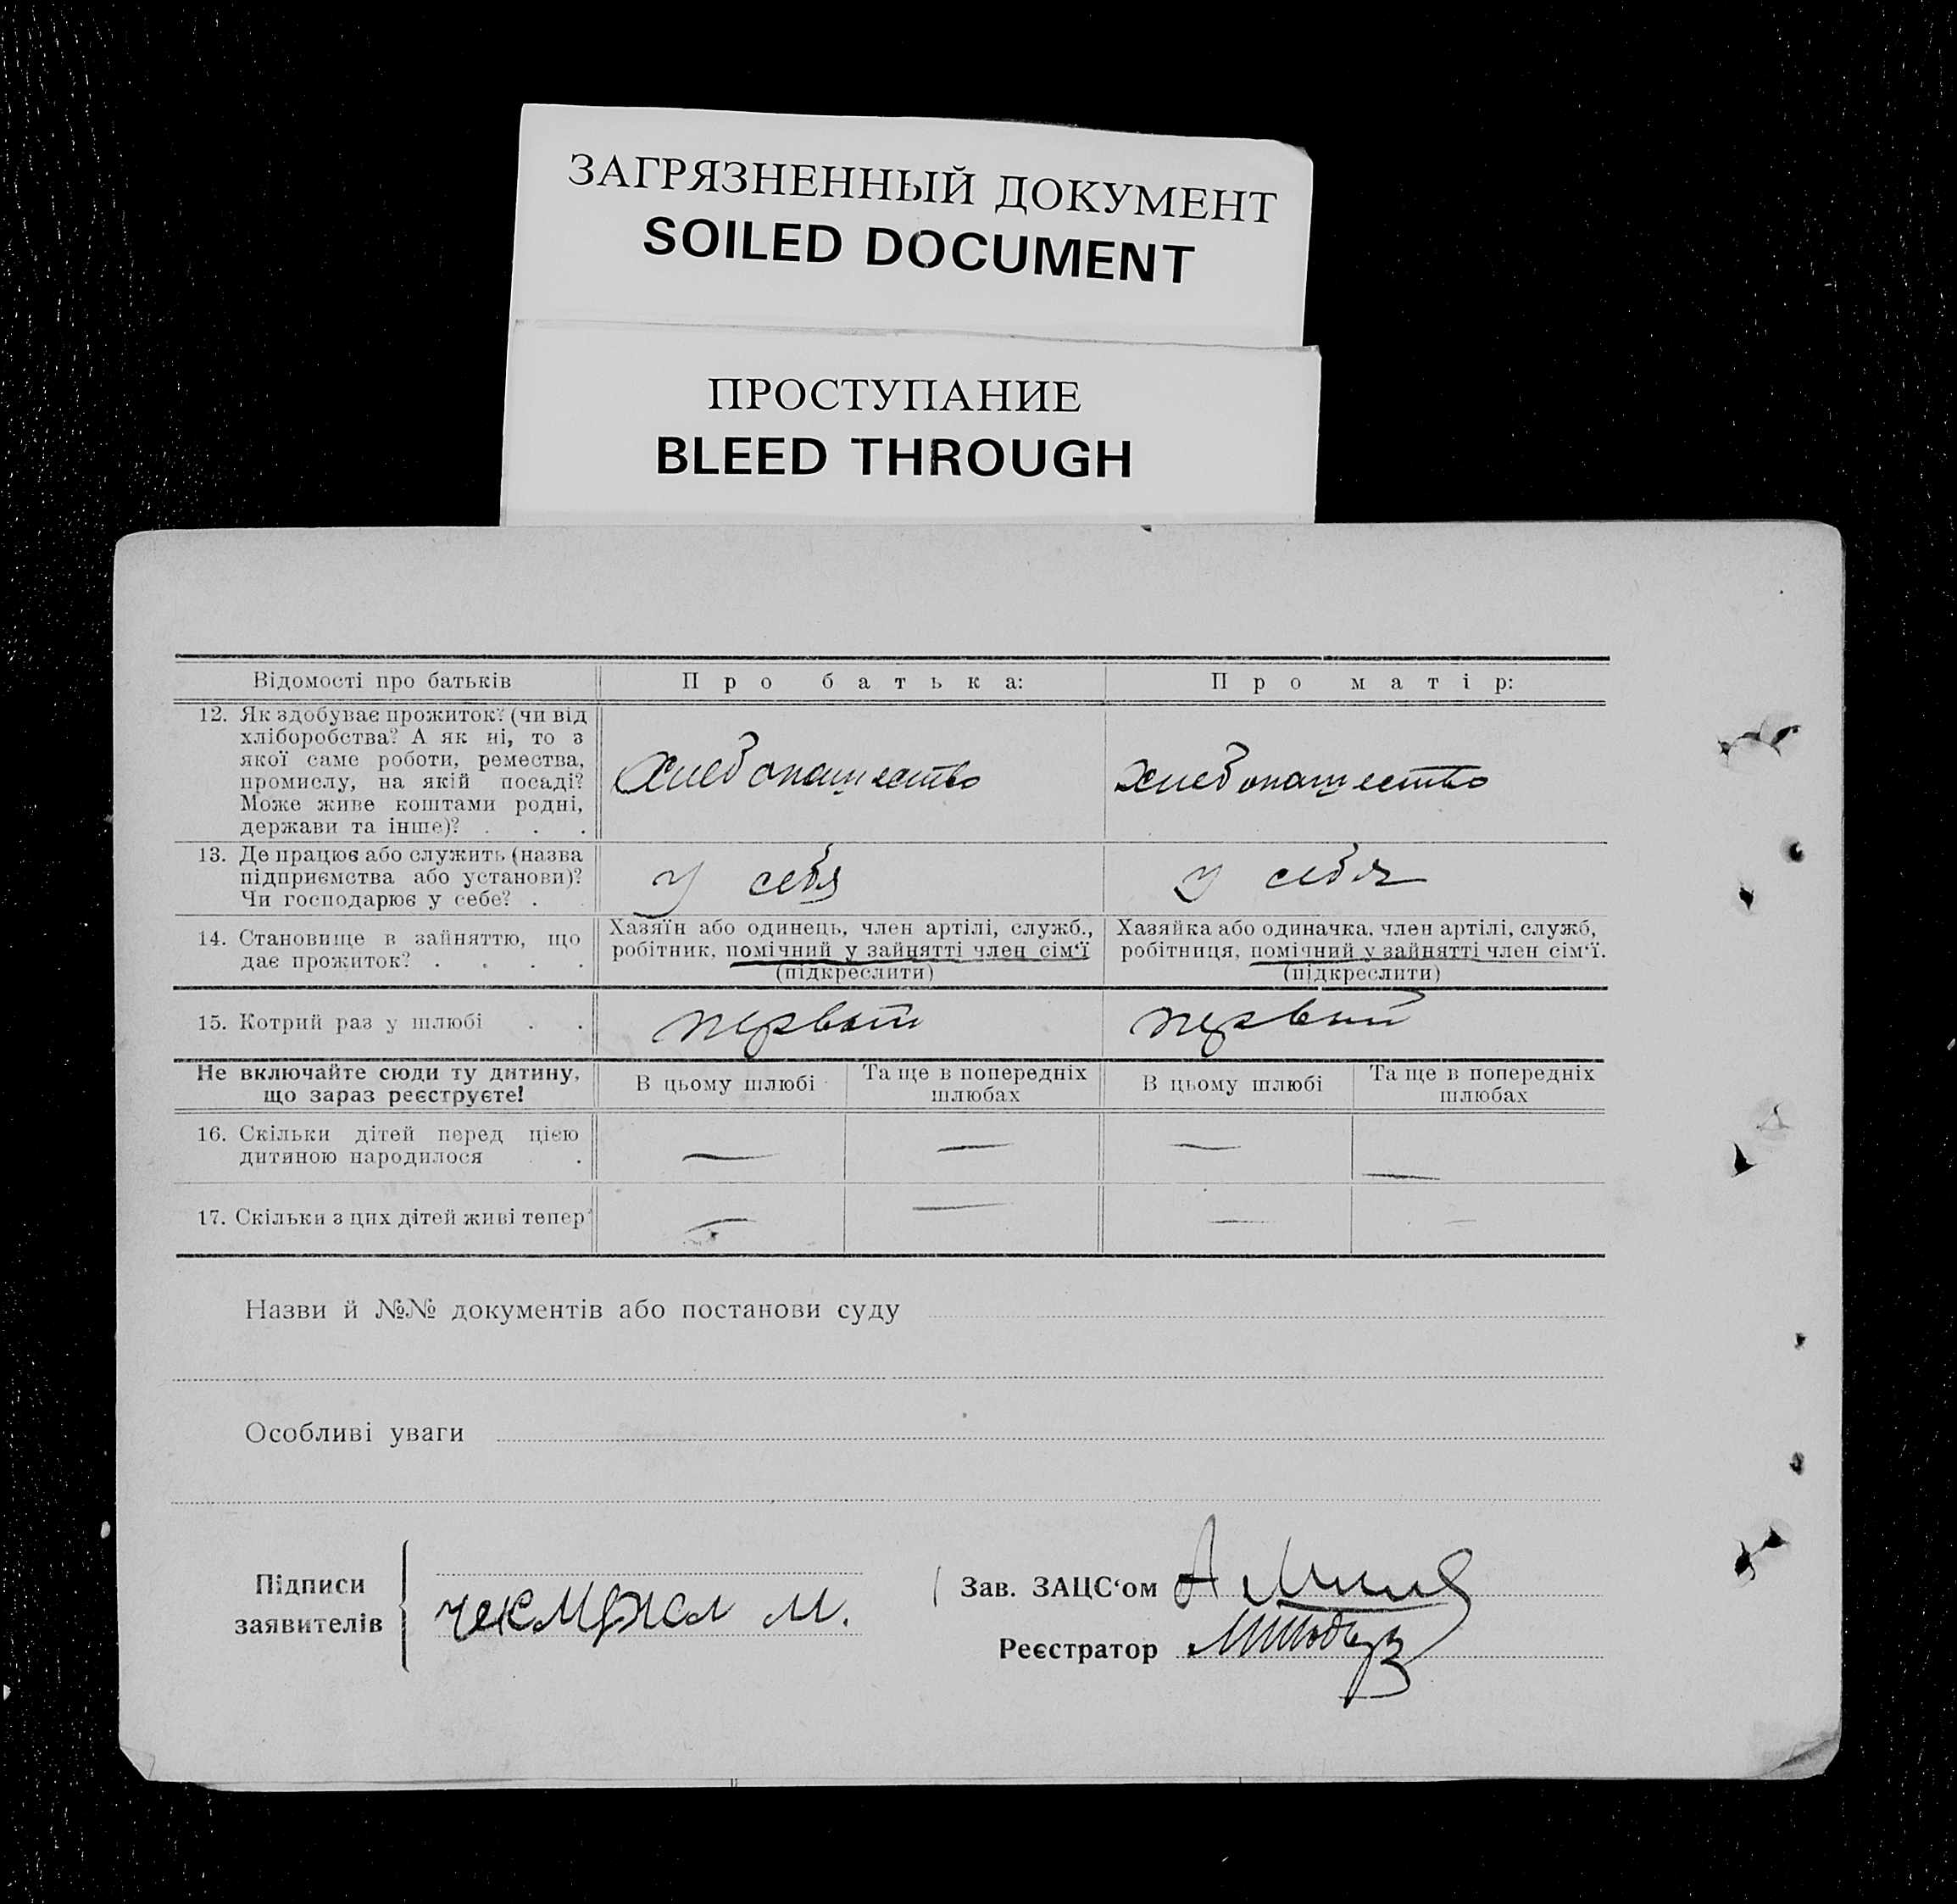 ЗАГРЯЗНЕННЫЙ ДОКУМЕНТ
SOILED DOCUMENT
ПРОСТУПАНИЕ
BLEED THROUGH
Відомості про батьків
Про батька:
Про матір:
12. Як здобуває прожиток? (чи від
хліборобства? А як ні, то з
якої саме роботи, ремества,
промислу, на якій посаді?
Може живе коштами родні,
держави та інше)? . . .
хлебопашество
хлебопашество
13. Де працює або служить (назва
підприємства або установи)?
Чи господарює у себе? .
у себя
у себя
14. Становище в зайняттю, що
дає прожиток? . . . .
Хазяїн або одинець, член артілі, служб.,
робітник, помічний у зайнятті член сім‘ї
(підкреслити)
Хазяйка або одиначка. член артілі, служб,
робітниця, помічний у зайнятті член сім‘ї.
(підкреслити)
15. Котрий раз у шлюбі . .
первый
первый
Не включайте сюди ту дитину,
що зараз реєструєте!
В цьому шлюбі
Та ще в попередніх
шлюбах
В цьому шлюбі
Та ще в попередніх
шлюбах
16. Скільки дітей перед цією
дитяною народилося .
—
—
—
—
17. Скільки з цих дітей живі тепер?
—
—
—
—
Назви й №№ документів або постанови суду
Особливі уваги
Підписи
заявителів
М.
Зав. ЗАЦС‘ом
Реєстратор